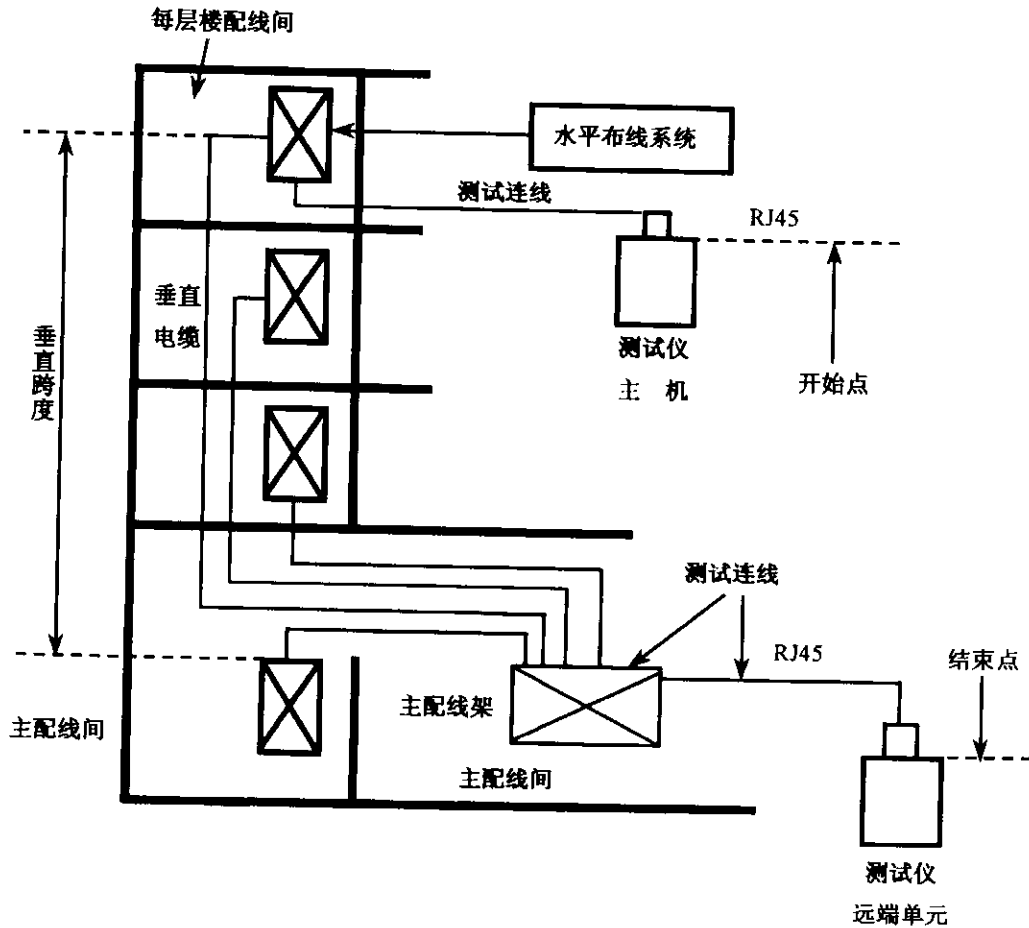 每层楼配线间
水平布线系统
测试连线
RJ45
垂直
电缆
垂直跨度
测试仪
主 机
开始点
测试连线
RJ45
结束点
主配线架
主配线间
主配线间
测试仪
远端单元